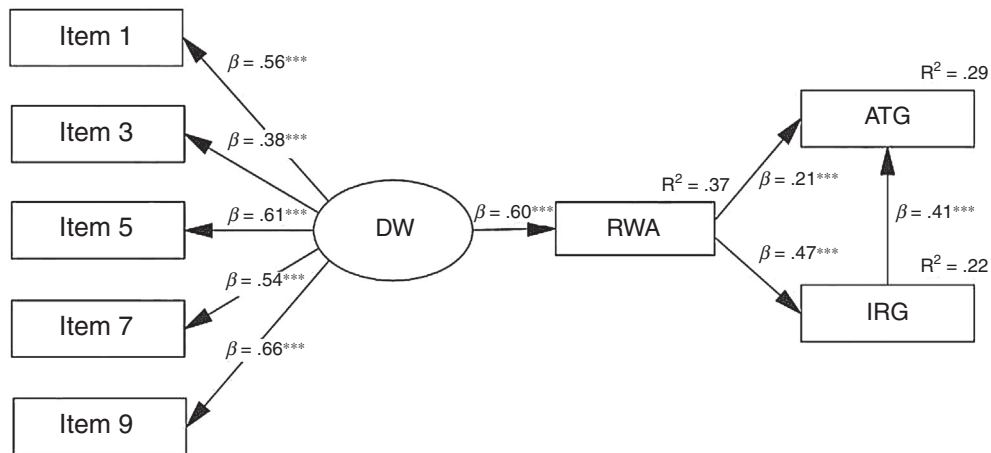 Item 1
β = .56***
R² = .29
ATG
Item 3
β = .38***
R² = .37
β = .21***
Item 5
β = .61***
DW
β = .60***
RWA
β = .41***
β = .47***
R² = .22
Item 7
β = .54***
IRG
β = .66***
Item 9